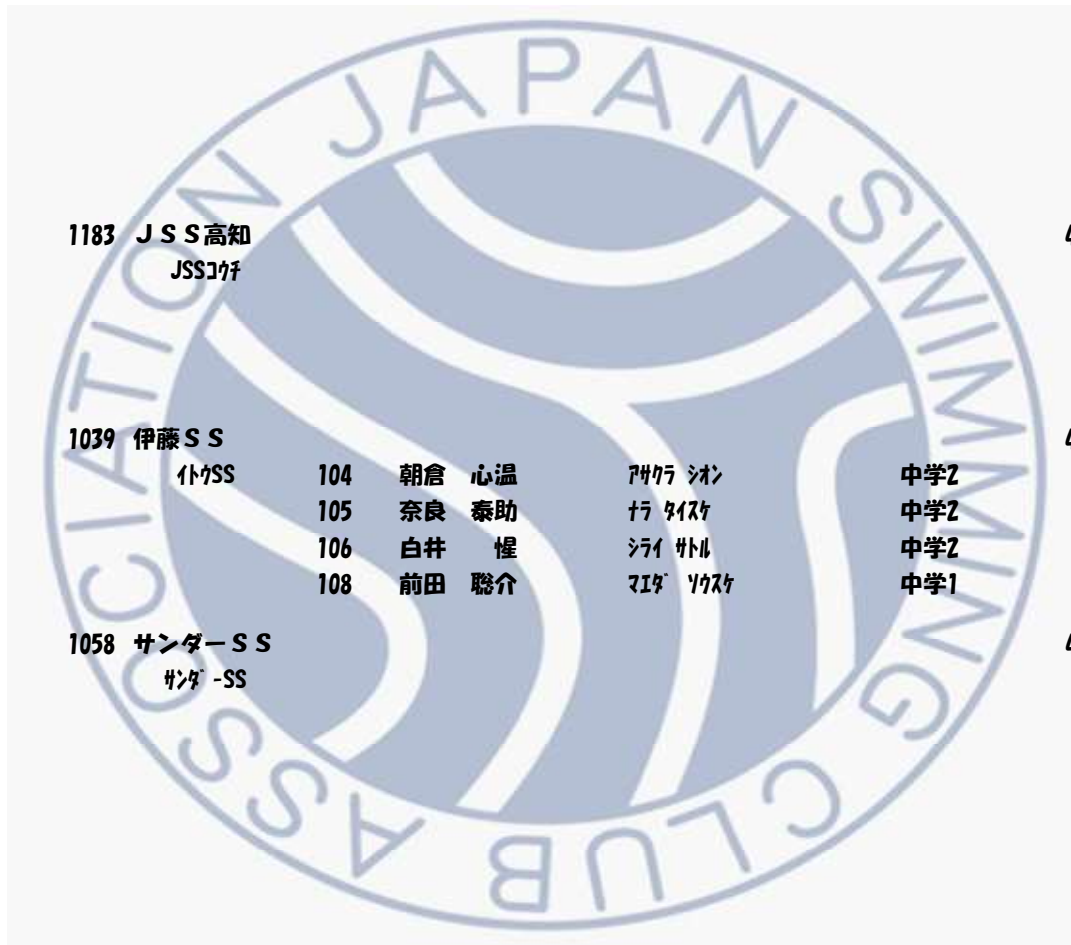 JAPAN SWIMMING CLUB ASSOCIATION
1183 ＪＳＳ高知
JSSｺｳﾁ
1039 伊藤ＳＳ
ｲﾄｳSS 104 朝倉 心温 ｱｻｸﾗ ｼｵﾝ 中学2
105 奈良 泰助 ﾅﾗ ﾀｲｽｹ 中学2
106 白井 惺 ｼﾗｲ ｻﾄﾙ 中学2
108 前田 聡介 ﾏｴﾀﾞ ｿｳｽｹ 中学1
1058 サンダーＳＳ
ｻﾝﾀﾞｰSS